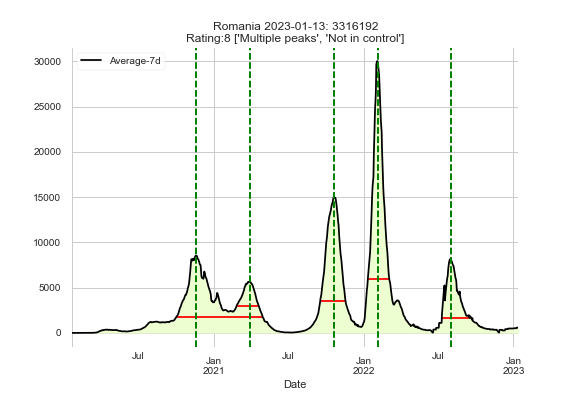 Romania 2023-01-13: 3316192
Rating:8 ['Multiple peaks', 'Not in control']
Average-7d
30000
25000
20000
15000
10000
5000
0
Jul
Jan
2021
Jul
Jan
2022
Jul
Jan
2023
Date